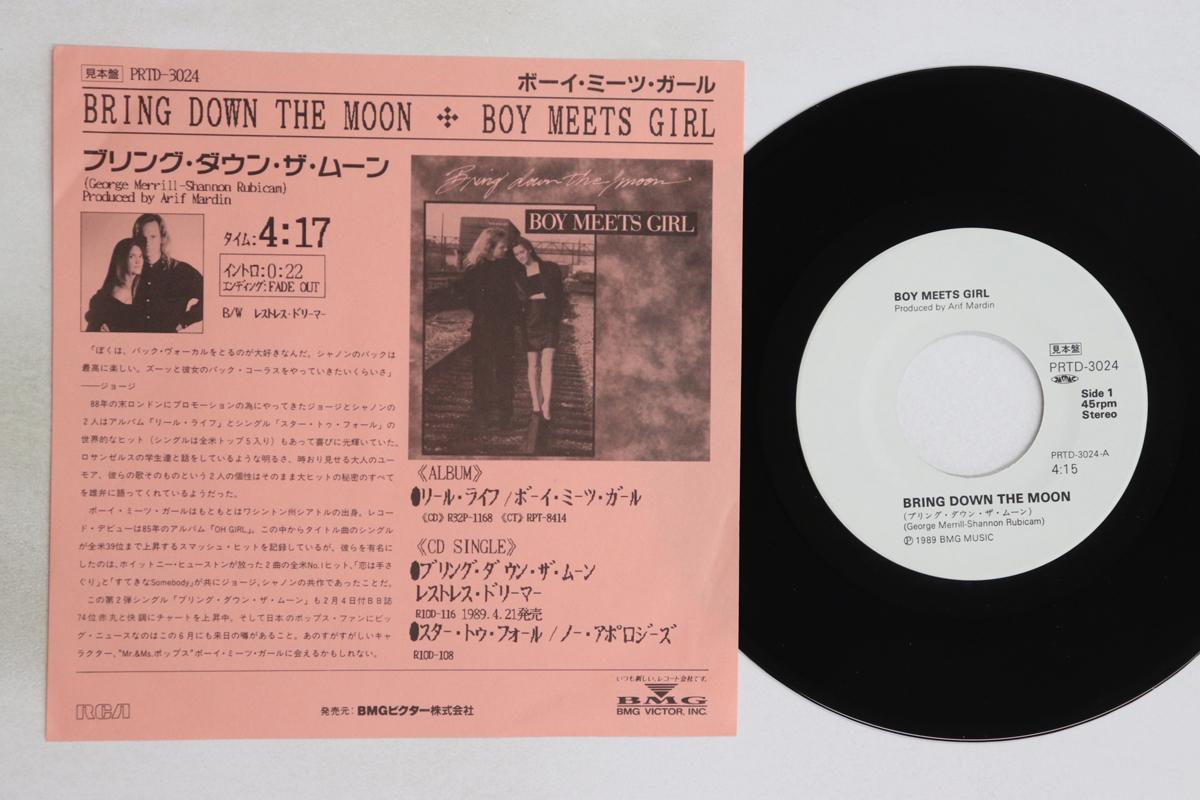 見本盤 PRTD-3024
ボーイ・ミーツ・ガール
BRING DOWN THE MOON ✣ BOY MEETS GIRL
ブリング・ダウン・ザ・ムーン
(George Merrill-Shannon Rubicam)
Produced by Arif Mardin
タイム:4:17
イントロ:0:22
エンディング:FADE OUT
B/W レストレス・ドリーマー
「ぼくは、バック・ヴォーカルをとるのが大好きなんだ。シャノンのバックは
最高に楽しい。ズーッと彼女のバック・コーラスをやっていきたいくらいさ」
——ジョージ
88年の末ロンドンにプロモーションの為にやってきたジョージとシャノンの
2人はアルバム『リール・ライフ』とシングル「スター・トゥ・フォール」の
世界的なヒット(シングルは全米トップ5入り)もあって喜びに光輝いていた。
ロサンゼルスの学生達と話をしているような明るさ、時おり見せる大人のユー
モア、彼らの歌そのものという2人の個性はそのまま大ヒットの秘密のすべて
を雄弁に語ってくれているようだった。
ボーイ・ミーツ・ガールはもともとはワシントン州シアトルの出身。レコー
ド・デビューは85年のアルバム「OH GIRL」。この中からタイトル曲のシングル
が全米39位まで上昇するスマッシュ・ヒットを記録しているが、彼らを有名に
したのは、ホイットニー・ヒューストンが放った2曲の全米No.1ヒット、「恋は手さ
ぐり」と「すてきなSomebody」が共にジョージ、シャノンの共作であったことだ。
この第2弾シングル「ブリング・ダウン・ザ・ムーン」も2月4日付BB誌
74位赤丸と快調にチャートを上昇中。そして日本のポップス・ファンにビッ
グ・ニュースなのはこの6月にも来日の噂があること。あのすがすがしいキャ
ラクター、"Mr.&Ms.ポップス"ボーイ・ミーツ・ガールに会えるかもしれない。
Bring down the moon
BOY MEETS GIRL
《ALBUM》
●リール・ライフ/ボーイ・ミーツ・ガール
《CD》R32P-1168 《CT》RPT-8414
《CD SINGLE》
●ブリング・ダウン・ザ・ムーン
レストレス・ドリーマー
R10D-116 1989.4.21発売
●スター・トゥ・フォール/ノー・アポロジーズ
R10D-108
RCA
発売元:BMGビクター株式会社
いつも新しい、レコード会社です。
BMG
BMG VICTOR, INC.
BOY MEETS GIRL
Produced by Arif Mardin
見本盤
PRTD-3024
Side 1
45rpm
Stereo
PRTD-3024-A
4:15
BRING DOWN THE MOON
(ブリング・ダウン・ザ・ムーン)
(George Merrill-Shannon Rubicam)
Ⓟ1989 BMG MUSIC